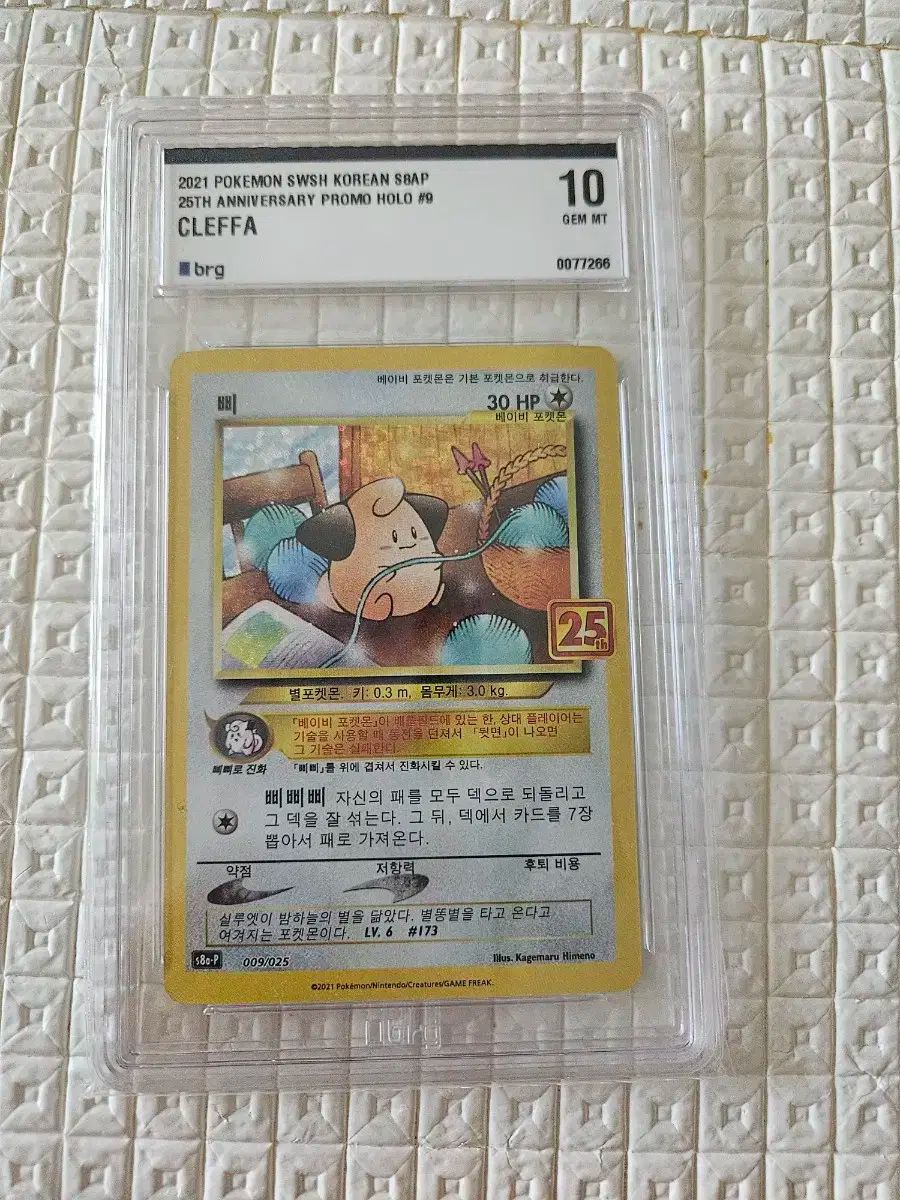 2021 POKEMON SWSH KOREAN S8AP
25TH ANNIVERSARY PROMO HOLO #9
CLEFFA
10
GEM MT
brg
0077266
베이비 포켓몬은 기본 포켓몬으로 취급한다.
삐
30 HP
베이비 포켓몬
25th
별포켓몬. 키: 0.3 m, 몸무게: 3.0 kg.
「베이비 포켓몬」이 배틀필드에 있는 한, 상대 플레이어는
기술을 사용할 때 동전을 던져서 「뒷면」이 나오면
그 기술은 실패한다.
삐삐로 진화
「삐삐」를 위에 겹쳐서 진화시킬 수 있다.
삐삐삐 자신의 패를 모두 덱으로 되돌리고
그 덱을 잘 섞는다. 그 뒤, 덱에서 카드를 7장
뽑아서 패로 가져온다.
약점
저항력
후퇴 비용
실루엣이 밤하늘의 별을 닮았다. 별똥별을 타고 온다고
여겨지는 포켓몬이다. LV. 6 #173
s8a-P
009/025
Illus. Kagemaru Himeno
©2021 Pokémon/Nintendo/Creatures/GAME FREAK.
brg